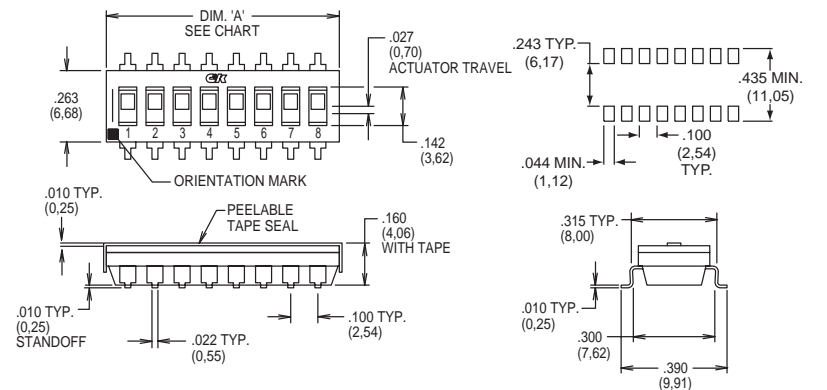 DIM. 'A'
SEE CHART
.027
(0,70)
ACTUATOR TRAVEL
CK
.263
(6,68)
1 2 3 4 5 6 7 8
.142
(3,62)
ORIENTATION MARK
.243 TYP.
(6,17)
.435 MIN.
(11,05)
.100
(2,54)
TYP.
.044 MIN.
(1,12)
.010 TYP.
(0,25)
PEELABLE
TAPE SEAL
.160
(4,06)
WITH TAPE
.010 TYP.
(0,25)
STANDOFF
.022 TYP.
(0,55)
.100 TYP.
(2,54)
.315 TYP.
(8,00)
.010 TYP.
(0,25)
.300
(7,62)
.390
(9,91)